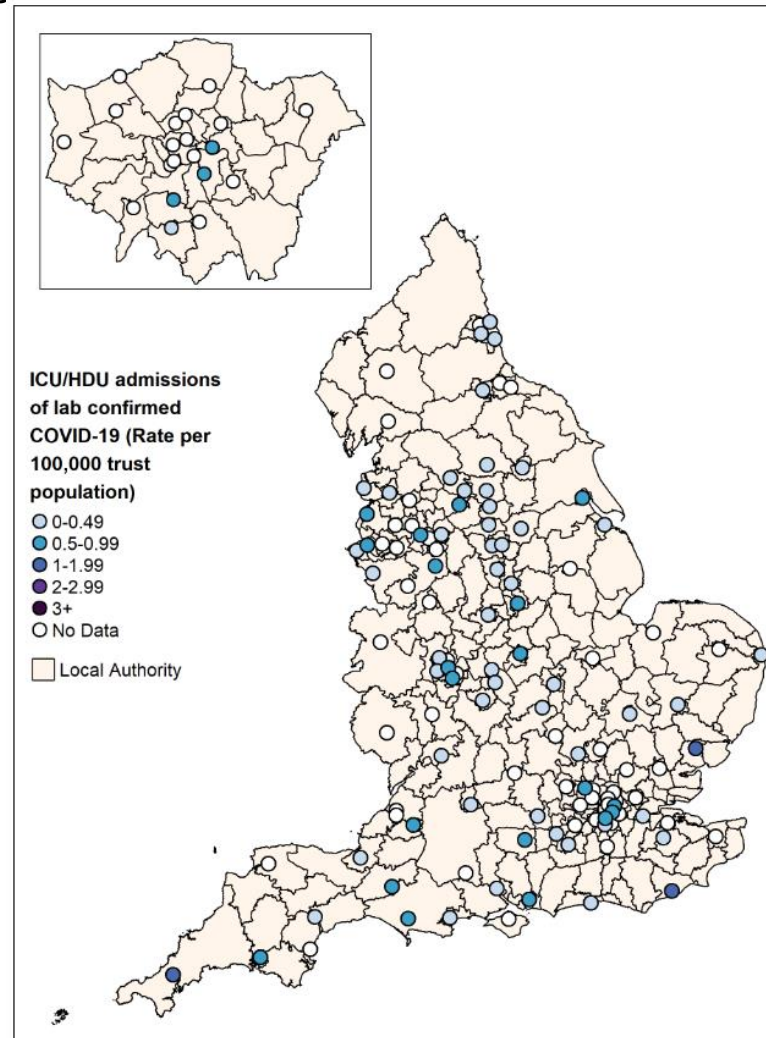 ICU/HDU admissions
of lab confirmed
COVID-19 (Rate per
100,000 trust
population)
0-0.49
0.5-0.99
1-1.99
2-2.99
3+
No Data
Local Authority